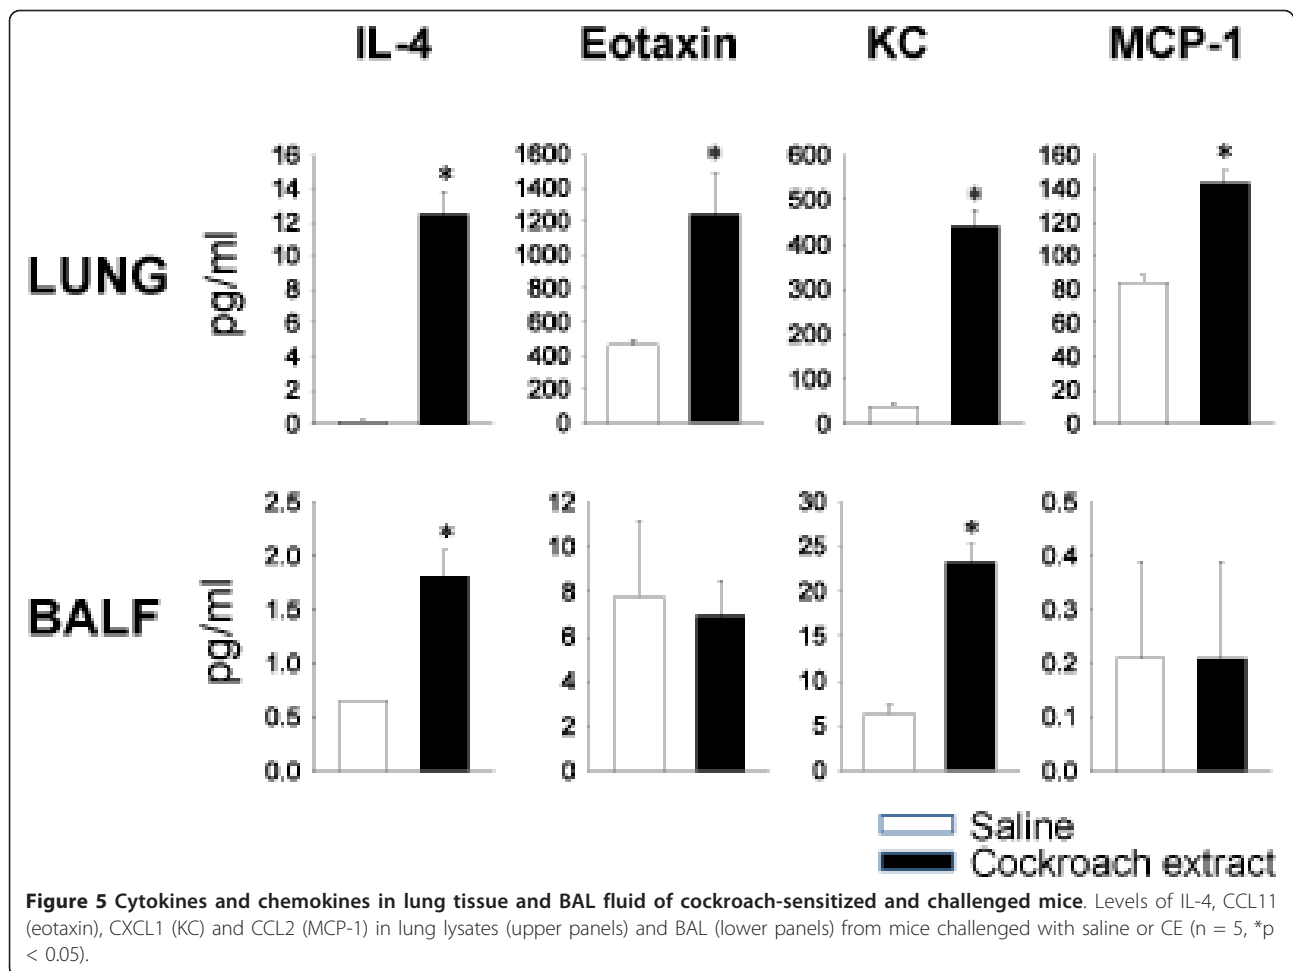 IL-4 Eotaxin KC MCP-1
* * * *
16 1600 600 160
14 1400 500 140
12 1200 400 120
10 1000 300 100
8 800 200 80
6 600 100 60
4 400 0 40
2 200 20
0 0 0
LUNG
pg/ml
* *
2.5 12 30 0.5
2.0 10 25 0.4
1.5 8 20 0.3
1.0 6 15 0.2
0.5 4 10 0.1
0.0 2 5 0.0
0 0
BALF
pg/ml
Saline
Cockroach extract
Figure 5 Cytokines and chemokines in lung tissue and BAL fluid of cockroach-sensitized and challenged mice. Levels of IL-4, CCL11
(eotaxin), CXCL1 (KC) and CCL2 (MCP-1) in lung lysates (upper panels) and BAL (lower panels) from mice challenged with saline or CE (n = 5, *p
< 0.05).